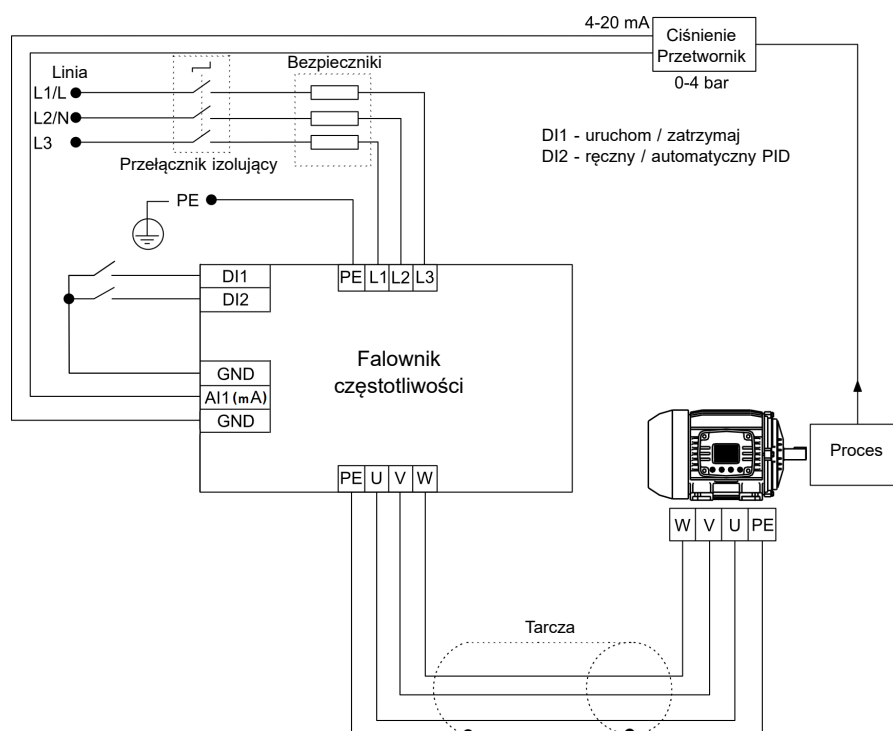 4-20 mA
Ciśnienie
Przetwornik
0-4 bar
Linia
Bezpieczniki
L1/L
L2/N
L3
Przełącznik izolujący
DI1 - uruchom / zatrzymaj
DI2 - ręczny / automatyczny PID
PE
DI1
DI2
PE L1 L2 L3
Falownik
częstotliwości
GND
AI1 (mA)
GND
PE U V W
Proces
W V U PE
Tarcza